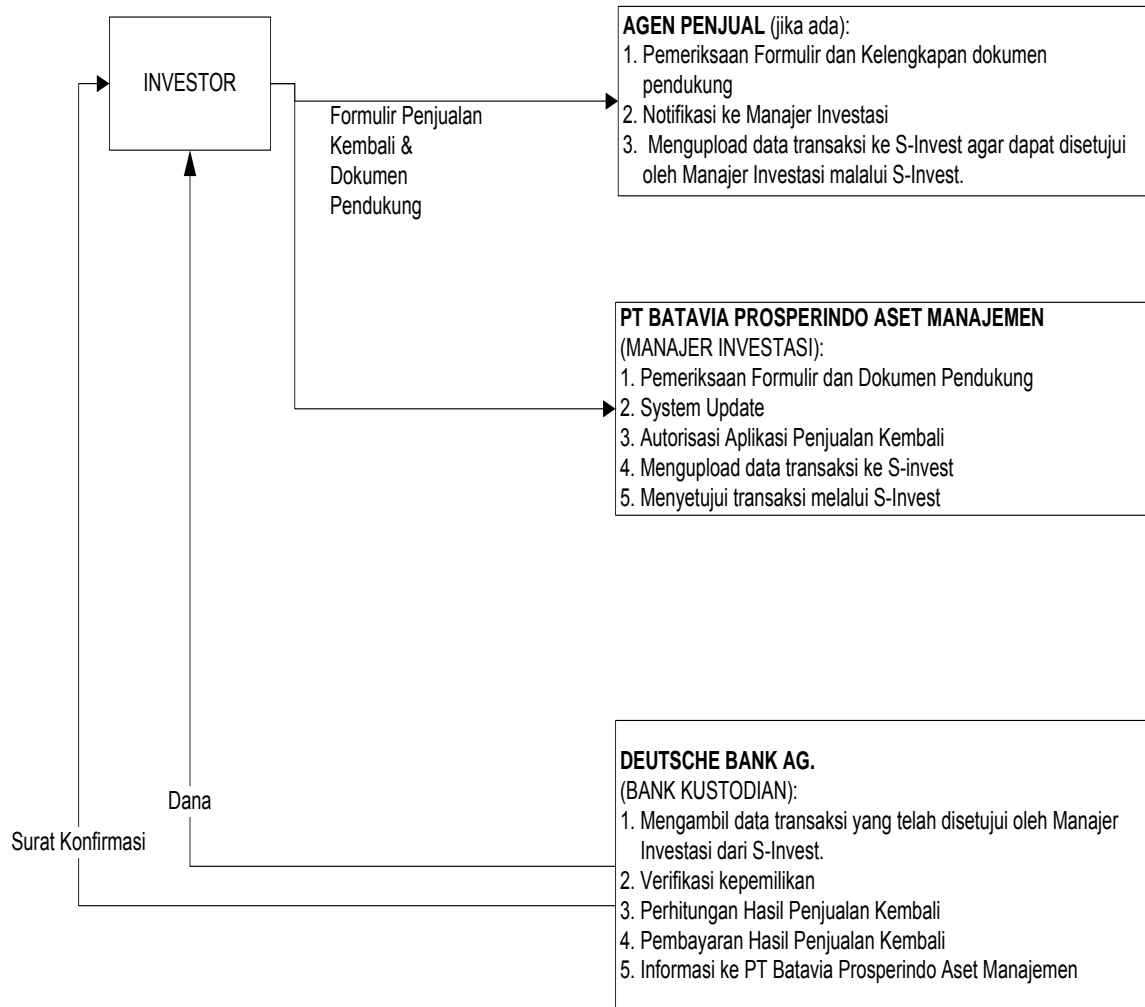 INVESTOR
Formulir Penjualan
Kembali &
Dokumen
Pendukung
AGEN PENJUAL (jika ada):
1. Pemeriksaan Formulir dan Kelengkapan dokumen
pendukung
2. Notifikasi ke Manajer Investasi
3. Mengupload data transaksi ke S-Invest agar dapat disetujui
oleh Manajer Investasi malalui S-Invest.
PT BATAVIA PROSPERINDO ASET MANAJEMEN
(MANAJER INVESTASI):
1. Pemeriksaan Formulir dan Dokumen Pendukung
2. System Update
3. Autorisasi Aplikasi Penjualan Kembali
4. Mengupload data transaksi ke S-invest
5. Menyetujui transaksi melalui S-Invest
Dana
Surat Konfirmasi
DEUTSCHE BANK AG.
(BANK KUSTODIAN):
1. Mengambil data transaksi yang telah disetujui oleh Manajer
Investasi dari S-Invest.
2. Verifikasi kepemilikan
3. Perhitungan Hasil Penjualan Kembali
4. Pembayaran Hasil Penjualan Kembali
5. Informasi ke PT Batavia Prosperindo Aset Manajemen